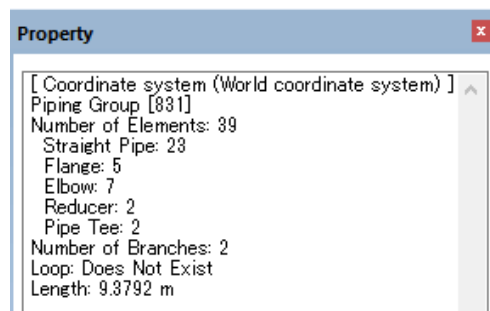 Property
x
[ Coordinate system (World coordinate system) ]
Piping Group [831]
Number of Elements: 39
Straight Pipe: 23
Flange: 5
Elbow: 7
Reducer: 2
Pipe Tee: 2
Number of Branches: 2
Loop: Does Not Exist
Length: 9.3792 m